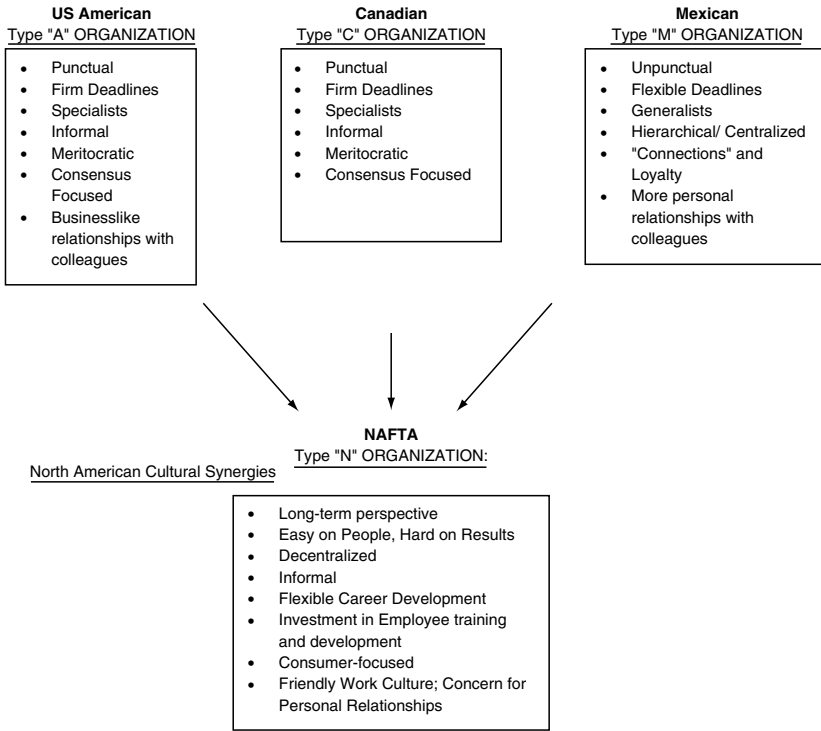 US American
Type "A" ORGANIZATION
• Punctual
• Firm Deadlines
• Specialists
• Informal
• Meritocratic
• Consensus
Focused
• Businesslike
relationships with
colleagues
Canadian
Type "C" ORGANIZATION
• Punctual
• Firm Deadlines
• Specialists
• Informal
• Meritocratic
• Consensus Focused
Mexican
Type "M" ORGANIZATION
• Unpunctual
• Flexible Deadlines
• Generalists
• Hierarchical/ Centralized
• "Connections" and
Loyalty
• More personal
relationships with
colleagues
NAFTA
Type "N" ORGANIZATION:
North American Cultural Synergies
• Long-term perspective
• Easy on People, Hard on Results
• Decentralized
• Informal
• Flexible Career Development
• Investment in Employee training
and development
• Consumer-focused
• Friendly Work Culture; Concern for
Personal Relationships